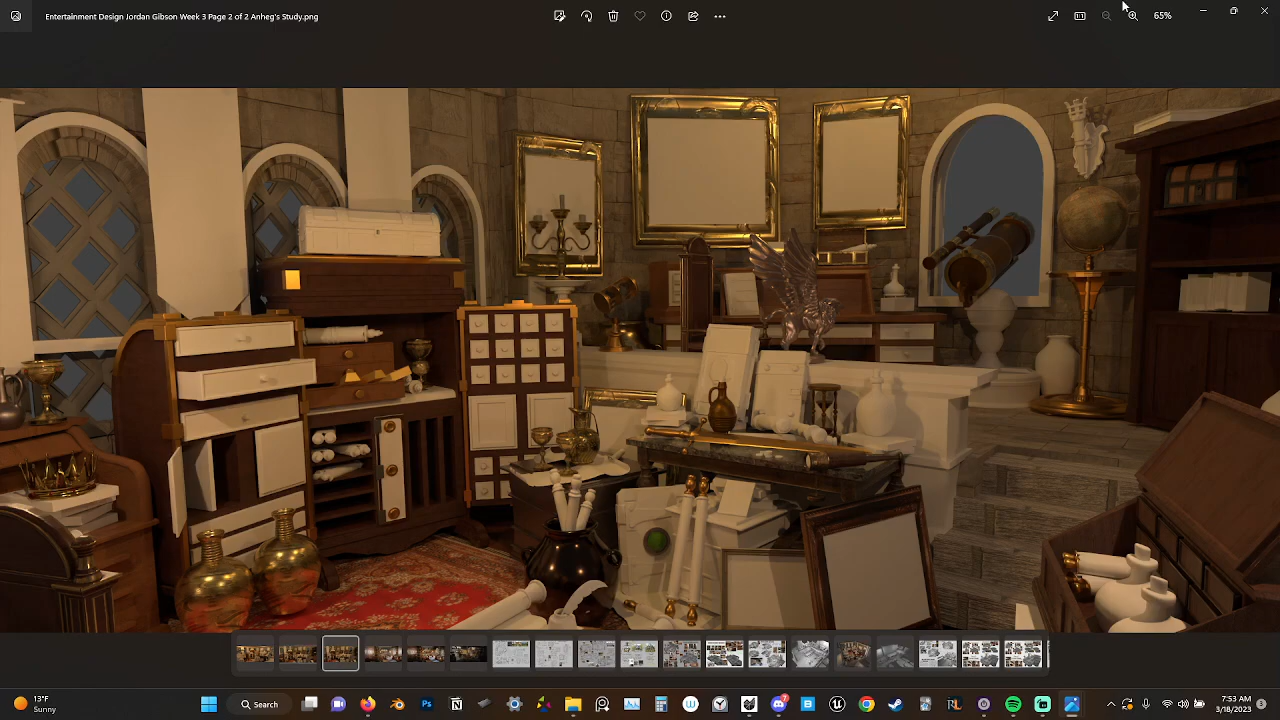 Entertainment Design Jordan Gibson Week 3 Page 2 of 2 Anheg's Study.png
65%
13°F
Sunny
Search
7:53 AM
3/18/2023